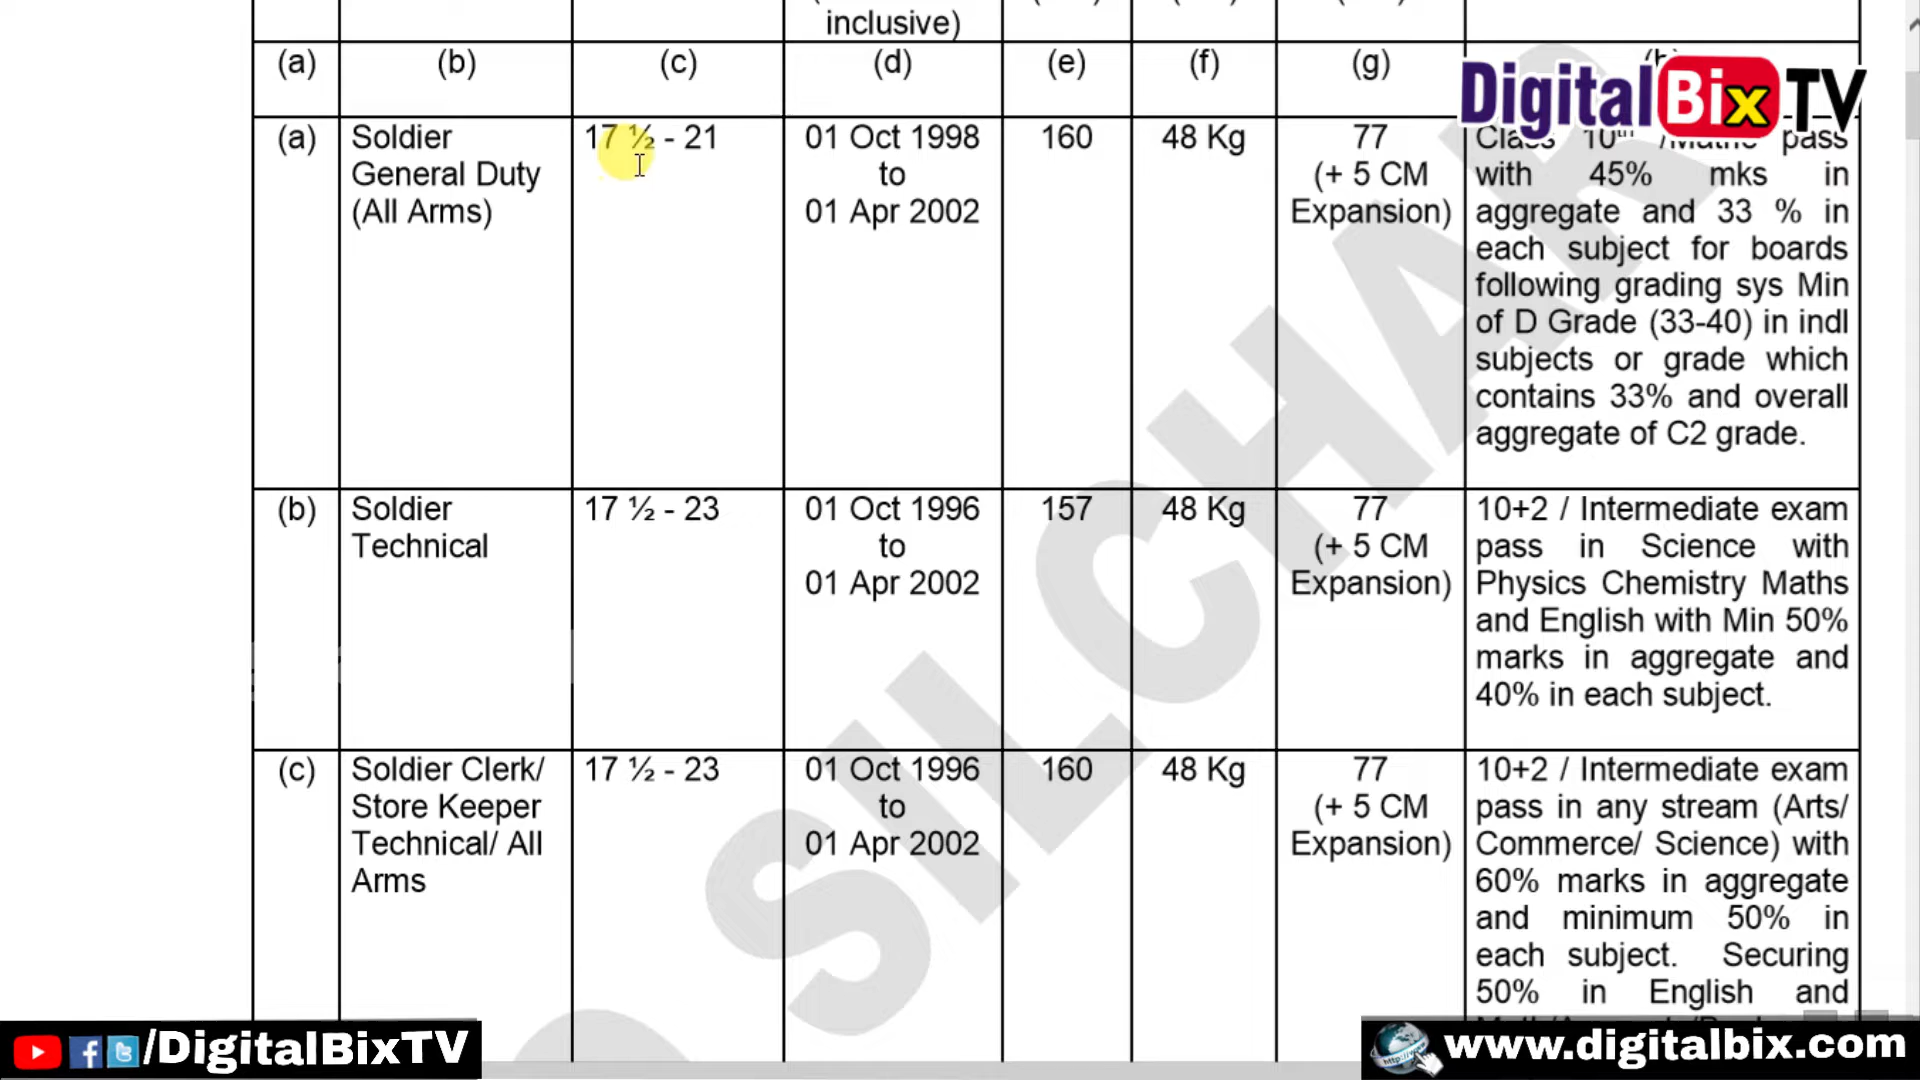 inclusive)
(a) (b) (c) (d) (e) (f) (g)
DigitalBixTV
(a) Soldier 17 ½ - 21 01 Oct 1998 160 48 Kg 77 Class 10th /Maths pass
General Duty to (+ 5 CM with 45% mks in
(All Arms) 01 Apr 2002 Expansion) aggregate and 33 % in
each subject for boards
following grading sys Min
of D Grade (33-40) in indl
subjects or grade which
contains 33% and overall
aggregate of C2 grade.
(b) Soldier 17 ½ - 23 01 Oct 1996 157 48 Kg 77 10+2 / Intermediate exam
Technical to (+ 5 CM pass in Science with
01 Apr 2002 Expansion) Physics Chemistry Maths
and English with Min 50%
marks in aggregate and
40% in each subject.
(c) Soldier Clerk/ 17 ½ - 23 01 Oct 1996 160 48 Kg 77 10+2 / Intermediate exam
Store Keeper to (+ 5 CM pass in any stream (Arts/
Technical/ All 01 Apr 2002 Expansion) Commerce/ Science) with
Arms 60% marks in aggregate
and minimum 50% in
each subject. Securing
50% in English and
SILCHAR
/DigitalBixTV
www.digitalbix.com